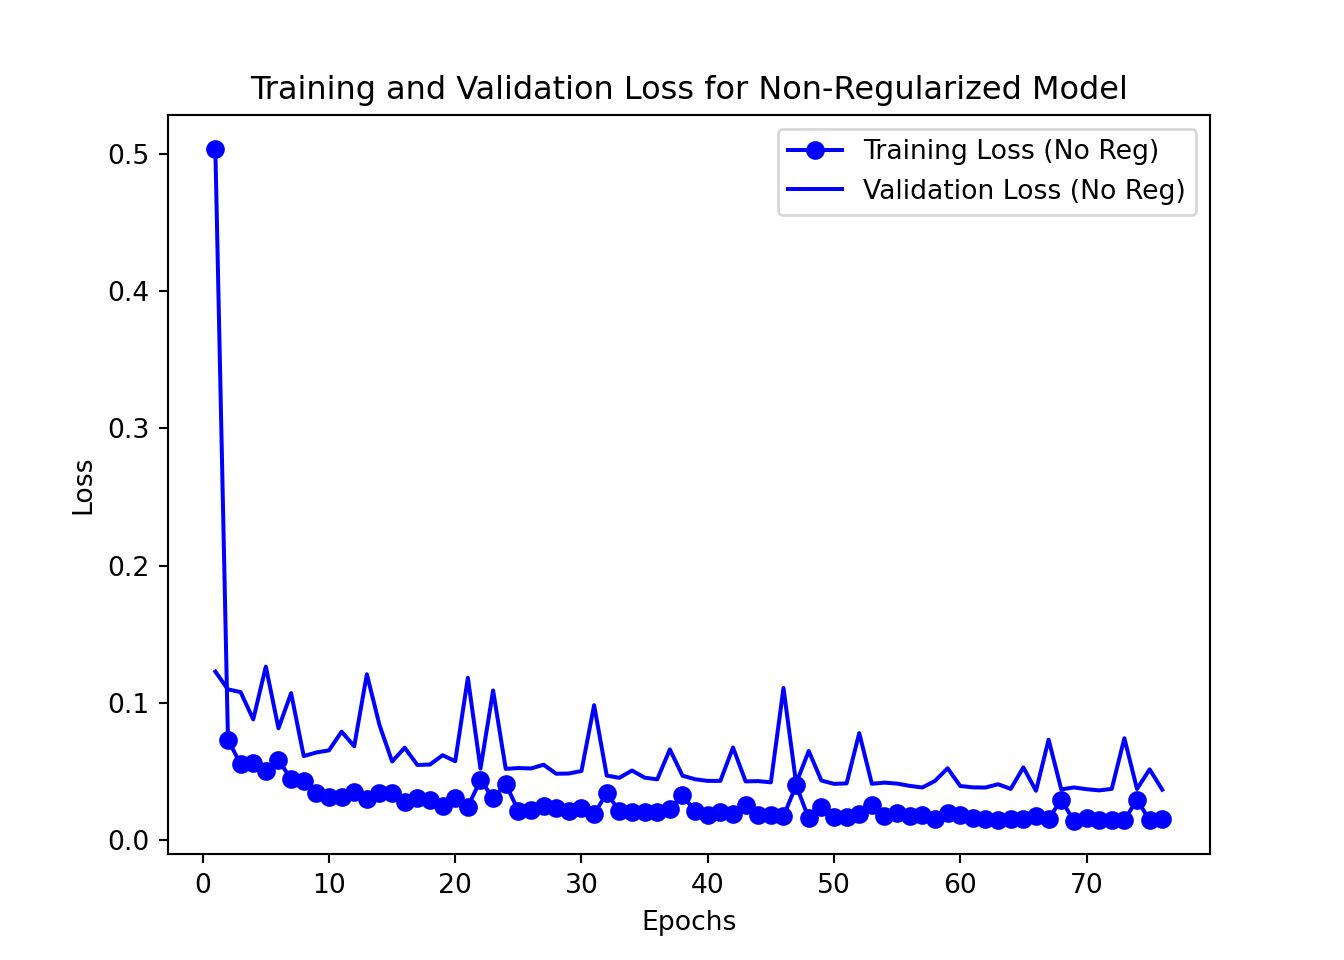 Training and Validation Loss for Non-Regularized Model
Training Loss (No Reg)
Validation Loss (No Reg)
0.5
0.4
0.3
0.2
0.1
0.0
Loss
0 10 20 30 40 50 60 70
Epochs